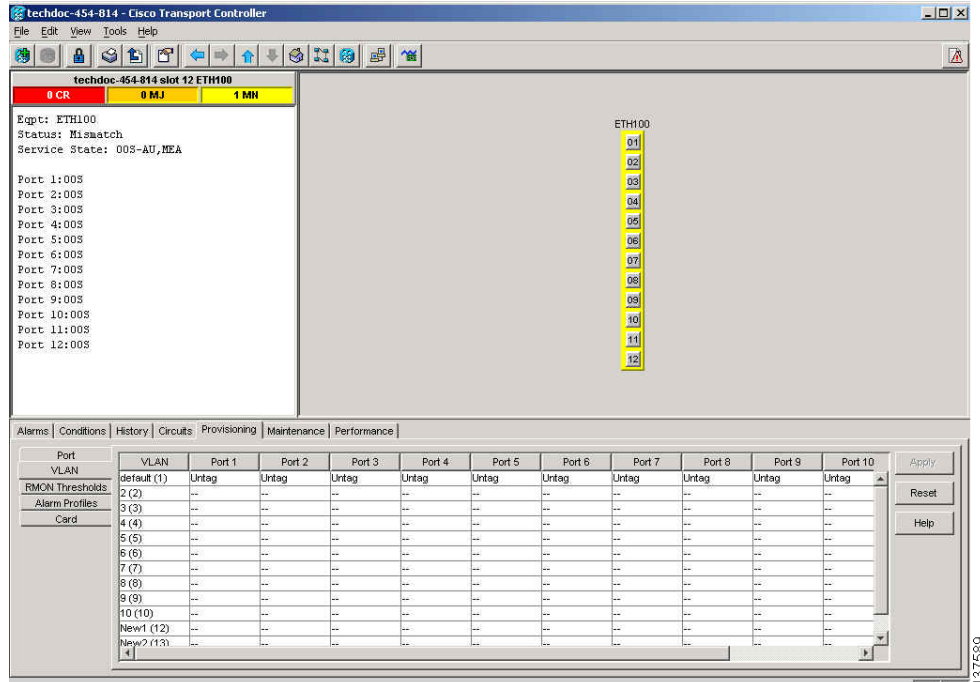 techdoc-454-814 - Cisco Transport Controller
File Edit View Tools Help
techdoc-454-814 slot 12 ETH100
0 CR 0 MJ 1 MN
Eqpt: ETH100
Status: Mismatch
Service State: OOS-AU,MEA
Port 1:OOS
Port 2:OOS
Port 3:OOS
Port 4:OOS
Port 5:OOS
Port 6:OOS
Port 7:OOS
Port 8:OOS
Port 9:OOS
Port 10:OOS
Port 11:OOS
Port 12:OOS
ETH100
01
02
03
04
05
06
07
08
09
10
11
12
Alarms Conditions History Circuits Provisioning Maintenance Performance
Port
VLAN
RMON Thresholds
Alarm Profiles
Card
VLAN Port 1 Port 2 Port 3 Port 4 Port 5 Port 6 Port 7 Port 8 Port 9 Port 10
default (1) Untag Untag Untag Untag Untag Untag Untag Untag Untag Untag
2 (2) -- -- -- -- -- -- -- -- -- --
3 (3) -- -- -- -- -- -- -- -- -- --
4 (4) -- -- -- -- -- -- -- -- -- --
5 (5) -- -- -- -- -- -- -- -- -- --
6 (6) -- -- -- -- -- -- -- -- -- --
7 (7) -- -- -- -- -- -- -- -- -- --
8 (8) -- -- -- -- -- -- -- -- -- --
9 (9) -- -- -- -- -- -- -- -- -- --
10 (10) -- -- -- -- -- -- -- -- -- --
New1 (12) -- -- -- -- -- -- -- -- -- --
New2 (13) -- -- -- -- -- -- -- -- -- --
Apply
Reset
Help
137589